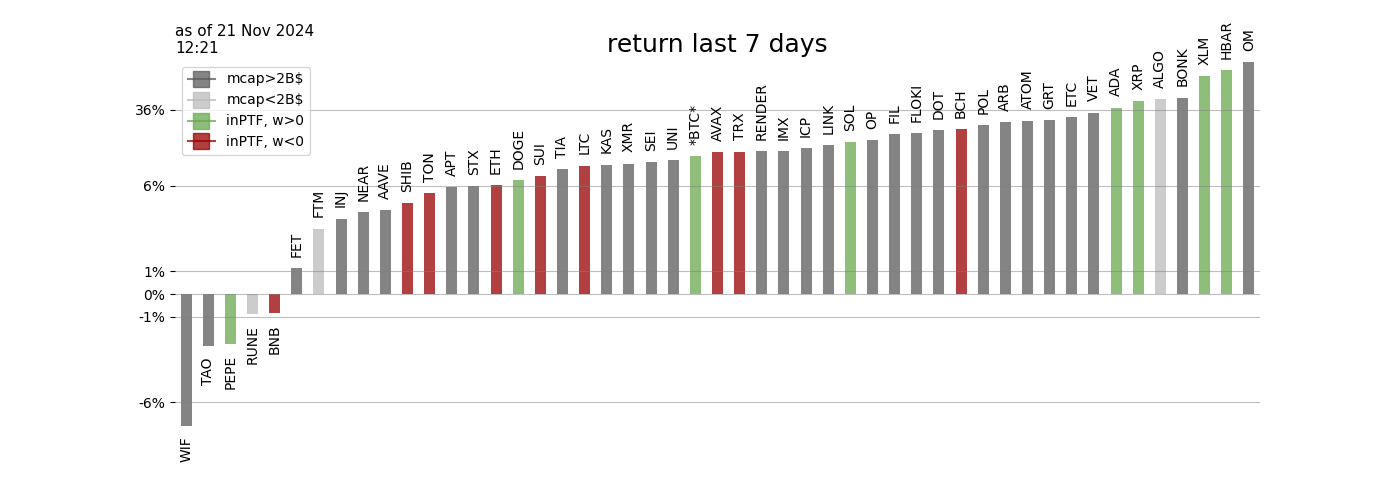 as of 21 Nov 2024
12:21
return last 7 days
mcap>2B$
mcap<2B$
inPTF, w>0
inPTF, w<0
36%
6%
1%
0%
-1%
-6%
WIF
TAO
PEPE
RUNE
BNB
FET
FTM
INJ
NEAR
AAVE
SHIB
TON
APT
STX
ETH
DOGE
SUI
TIA
LTC
KAS
XMR
SEI
UNI
*BTC*
AVAX
TRX
RENDER
IMX
ICP
LINK
SOL
OP
FIL
FLOKI
DOT
BCH
POL
ARB
ATOM
GRT
ETC
VET
ADA
XRP
ALGO
BONK
XLM
HBAR
OM